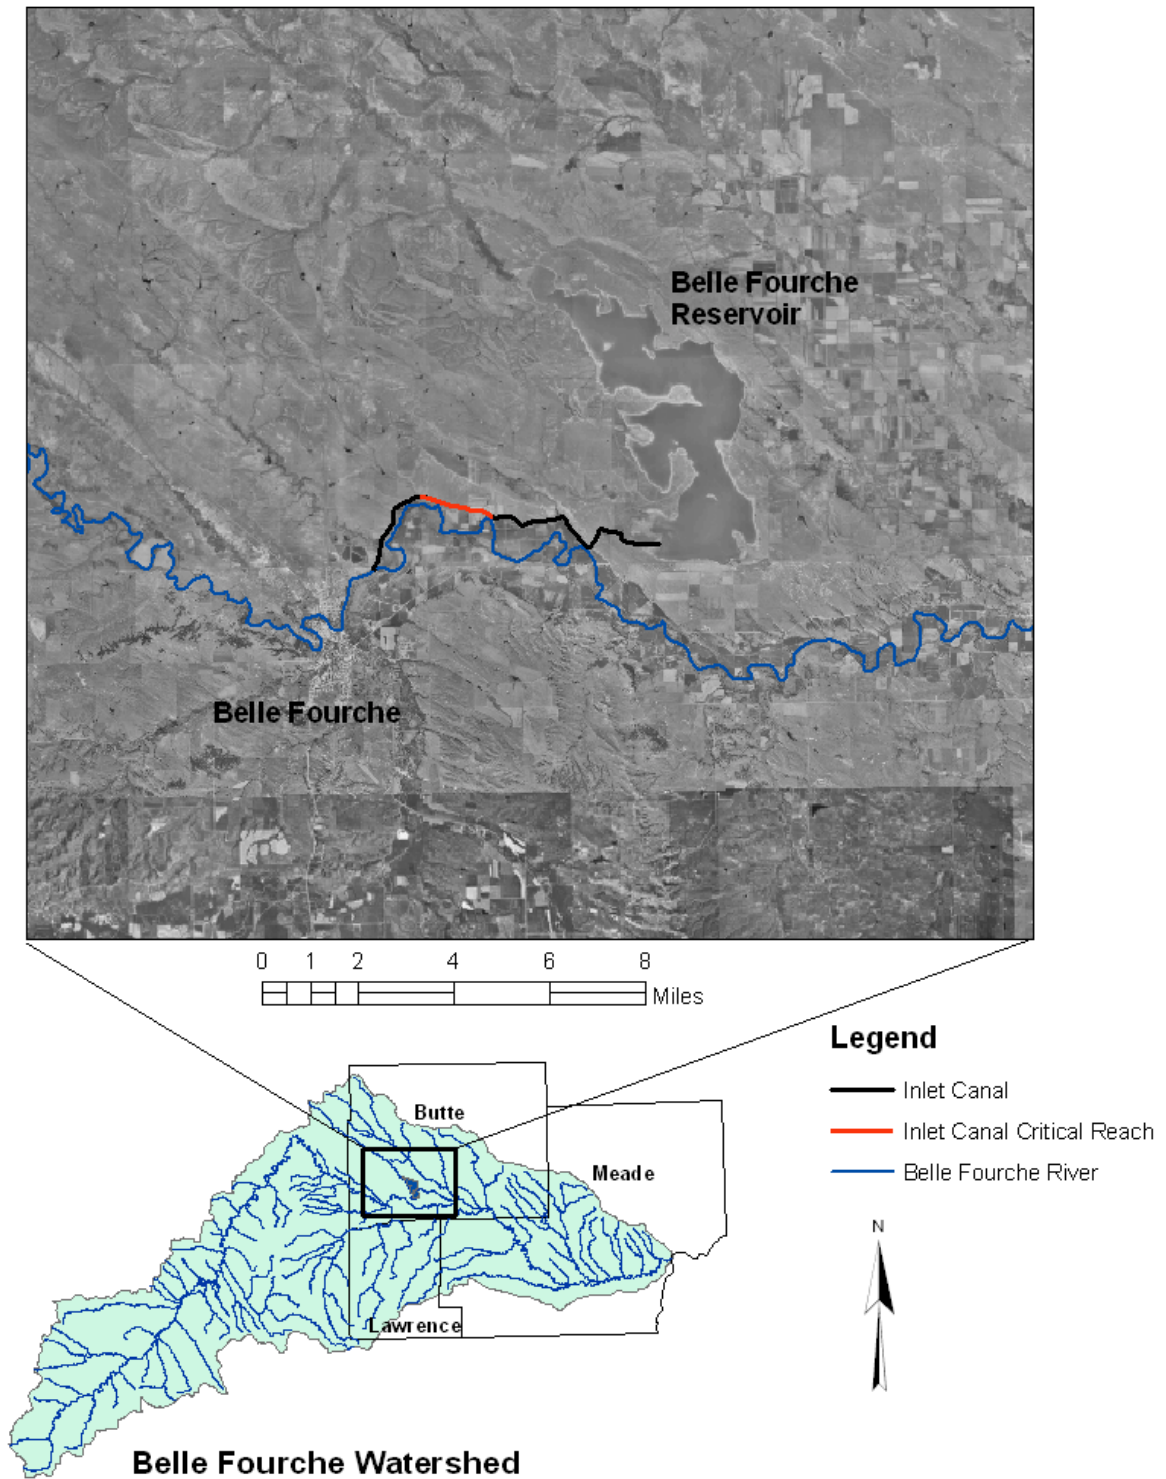 Belle Fourche
Reservoir
Belle Fourche
0 1 2 4 6 8
Miles
Legend
Inlet Canal
Inlet Canal Critical Reach
Belle Fourche River
Butte
Meade
Lawrence
N
Belle Fourche Watershed